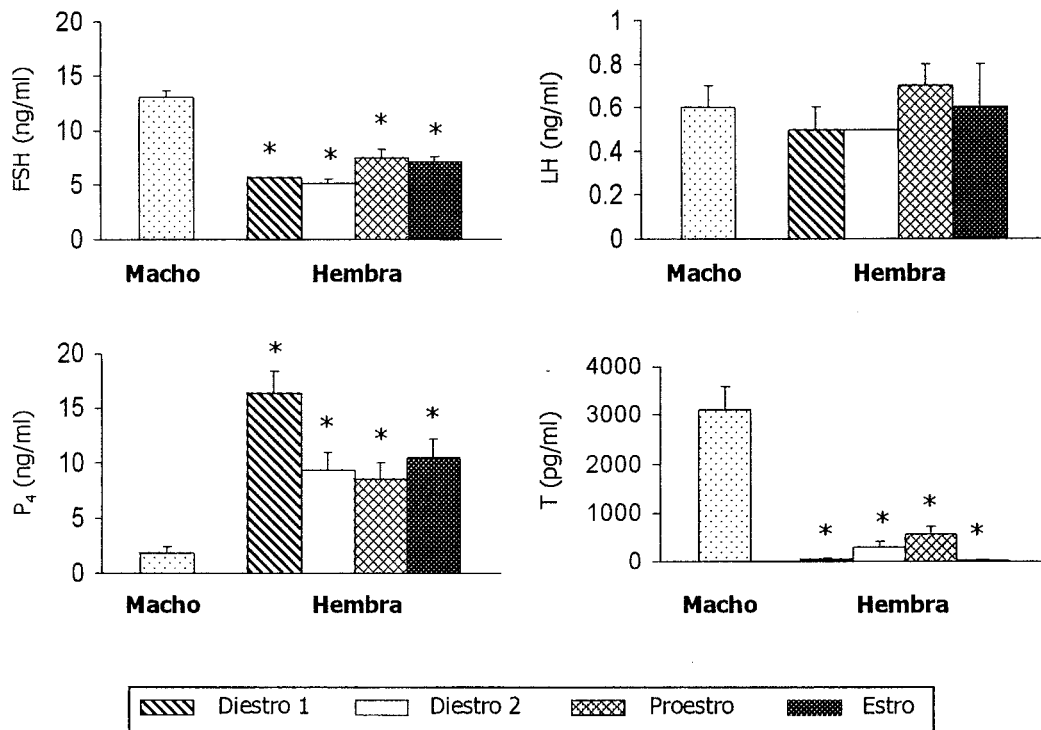 FSH (ng/ml)
20
15
10
5
0
*
*
*
*
Macho
Hembra
LH (ng/ml)
1
0.8
0.6
0.4
0.2
0
Macho
Hembra
P4 (ng/ml)
20
15
10
5
0
*
*
*
*
Macho
Hembra
T (pg/ml)
4000
3000
2000
1000
0
*
*
*
*
Macho
Hembra
Diestro 1 Diestro 2 Proestro Estro